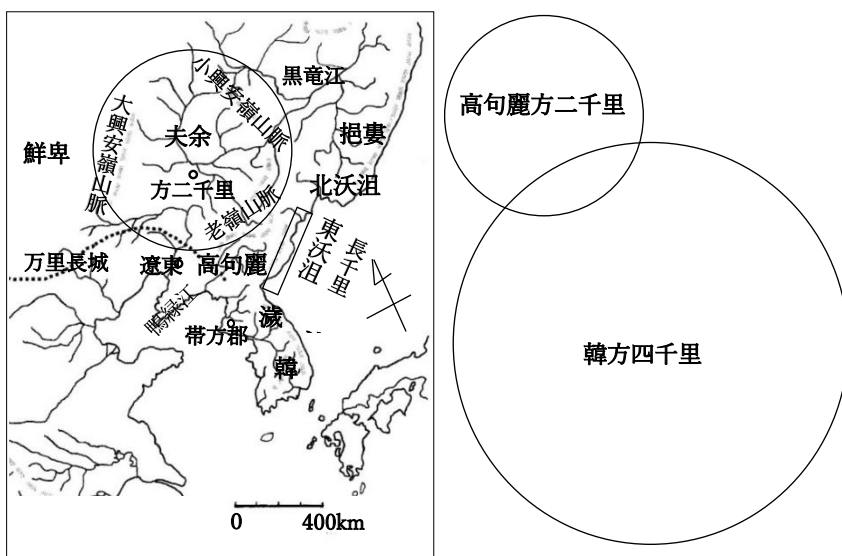 小興安嶺山脈
黒竜江
大興安嶺山脈
鮮卑
夫余
挹婁
方二千里
北沃沮
老嶺山脈
東沃沮
長千里
万里長城
遼東
高句麗
鴨緑江
帯方郡
濊
韓
0 400km
高句麗方二千里
韓方四千里